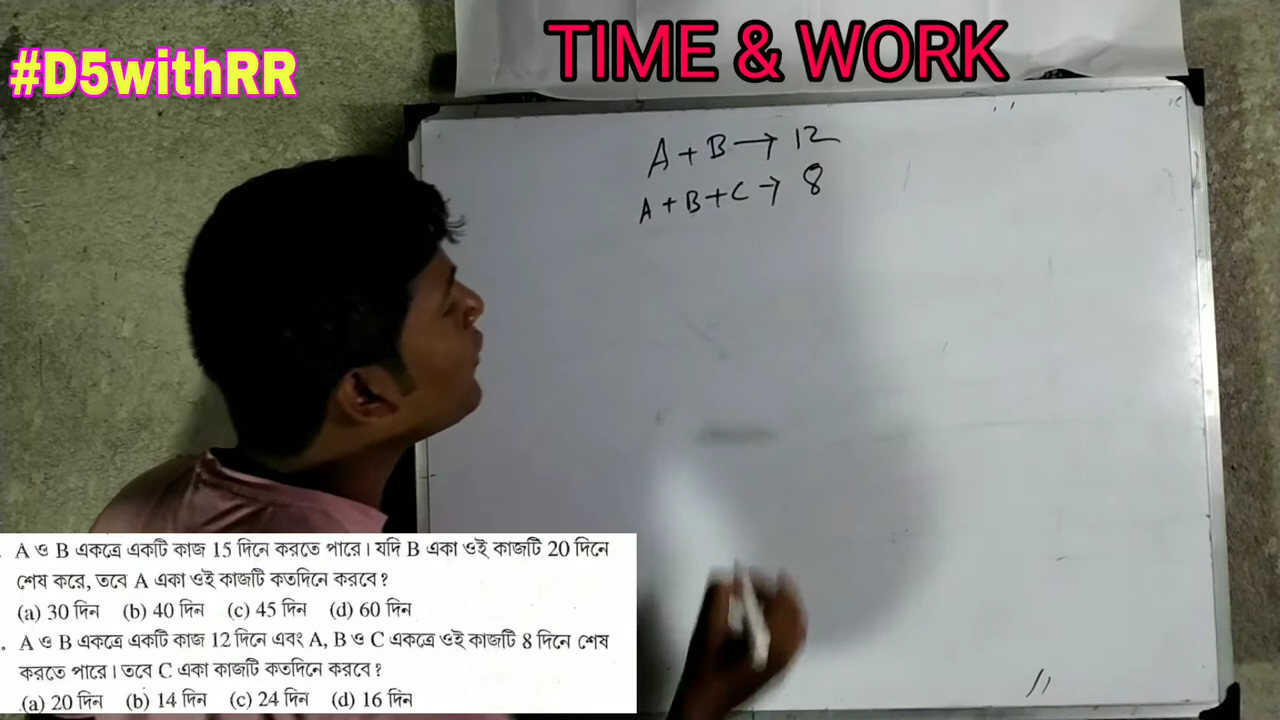 #D5withRR
TIME & WORK
A + B → 12
A + B + C → 8
A ও B একত্রে একটি কাজ 15 দিনে করতে পারে। যদি B একা ওই কাজটি 20 দিনে
শেষ করে, তবে A একা ওই কাজটি কতদিনে করবে?
(a) 30 দিন (b) 40 দিন (c) 45 দিন (d) 60 দিন
. A ও B একত্রে একটি কাজ 12 দিনে এবং A, B ও C একত্রে ওই কাজটি 8 দিনে শেষ
করতে পারে। তবে C একা কাজটি কতদিনে করবে?
(a) 20 দিন (b) 14 দিন (c) 24 দিন (d) 16 দিন